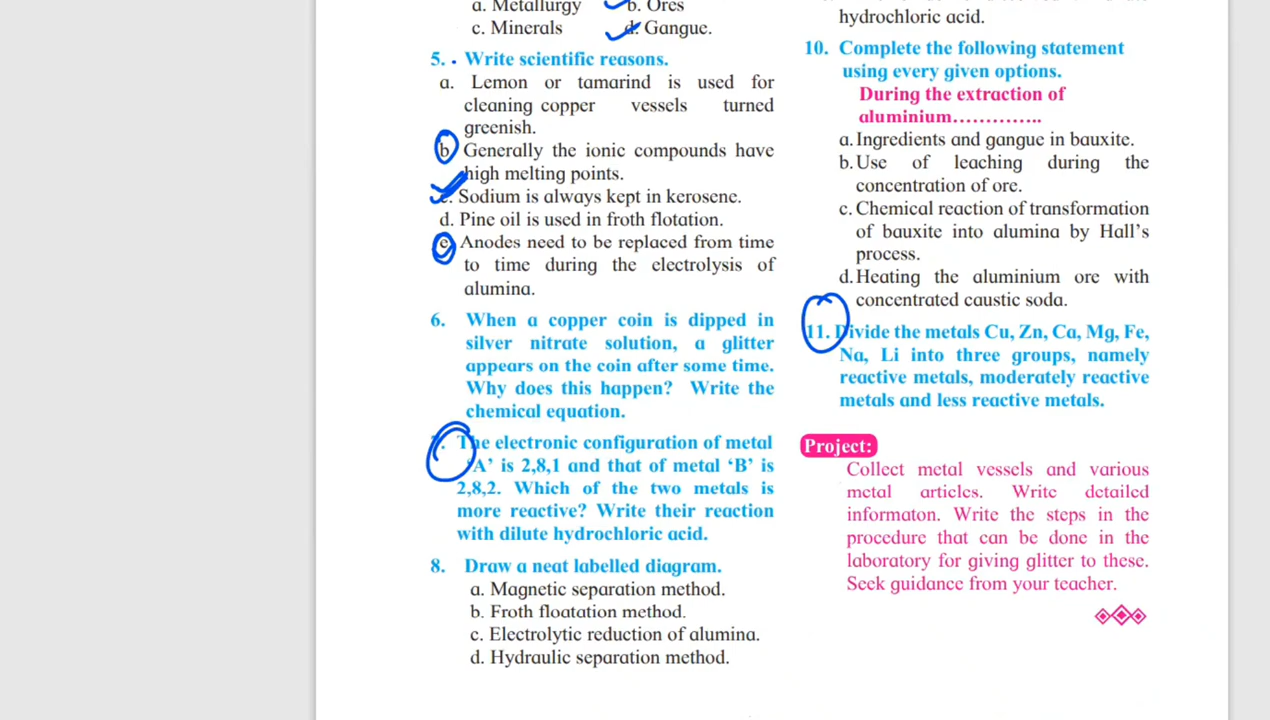 a. Metallurgy b. Ores
c. Minerals d. Gangue.
5. Write scientific reasons.
a. Lemon or tamarind is used for
cleaning copper vessels turned
greenish.
b. Generally the ionic compounds have
high melting points.
c. Sodium is always kept in kerosene.
d. Pine oil is used in froth flotation.
e. Anodes need to be replaced from time
to time during the electrolysis of
alumina.
6. When a copper coin is dipped in
silver nitrate solution, a glitter
appears on the coin after some time.
Why does this happen? Write the
chemical equation.
7. The electronic configuration of metal
‘A’ is 2,8,1 and that of metal ‘B’ is
2,8,2. Which of the two metals is
more reactive? Write their reaction
with dilute hydrochloric acid.
8. Draw a neat labelled diagram.
a. Magnetic separation method.
b. Froth floatation method.
c. Electrolytic reduction of alumina.
d. Hydraulic separation method.
hydrochloric acid.
10. Complete the following statement
using every given options.
During the extraction of
aluminium…………..
a. Ingredients and gangue in bauxite.
b. Use of leaching during the
concentration of ore.
c. Chemical reaction of transformation
of bauxite into alumina by Hall’s
process.
d. Heating the aluminium ore with
concentrated caustic soda.
11. Divide the metals Cu, Zn, Ca, Mg, Fe,
Na, Li into three groups, namely
reactive metals, moderately reactive
metals and less reactive metals.
Project:
Collect metal vessels and various
metal articles. Write detailed
informaton. Write the steps in the
procedure that can be done in the
laboratory for giving glitter to these.
Seek guidance from your teacher.